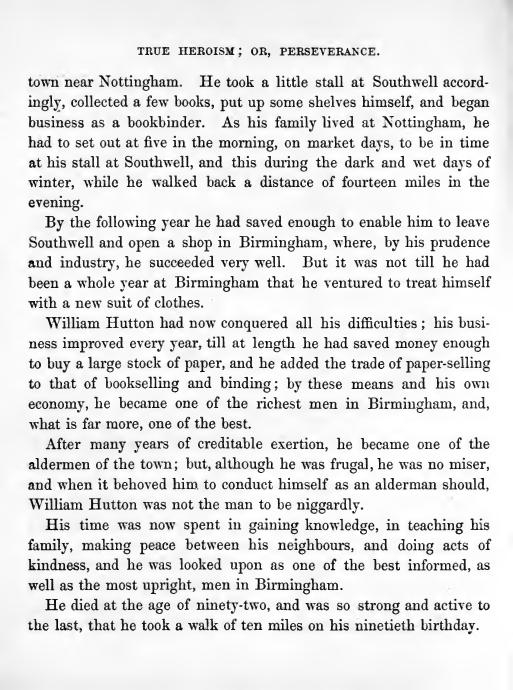 TRUE HEROISM; OR, PERSEVERANCE.
town near Nottingham. He took a little stall at Southwell accord-
ingly, collected a few books, put up some shelves himself, and began
business as a bookbinder. As his family lived at Nottingham, he
had to set out at five in the morning, on market days, to be in time
at his stall at Southwell, and this during the dark and wet days of
winter, while he walked back a distance of fourteen miles in the
evening.
By the following year he had saved enough to enable him to leave
Southwell and open a shop in Birmingham, where, by his prudence
and industry, he succeeded very well. But it was not till he had
been a whole year at Birmingham that he ventured to treat himself
with a new suit of clothes.
William Hutton had now conquered all his difficulties; his busi-
ness improved every year, till at length he had saved money enough
to buy a large stock of paper, and he added the trade of paper-selling
to that of bookselling and binding; by these means and his own
economy, he became one of the richest men in Birmingham, and,
what is far more, one of the best.
After many years of creditable exertion, he became one of the
aldermen of the town; but, although he was frugal, he was no miser,
and when it behoved him to conduct himself as an alderman should,
William Hutton was not the man to be niggardly.
His time was now spent in gaining knowledge, in teaching his
family, making peace between his neighbours, and doing acts of
kindness, and he was looked upon as one of the best informed, as
well as the most upright, men in Birmingham.
He died at the age of ninety-two, and was so strong and active to
the last, that he took a walk of ten miles on his ninetieth birthday.